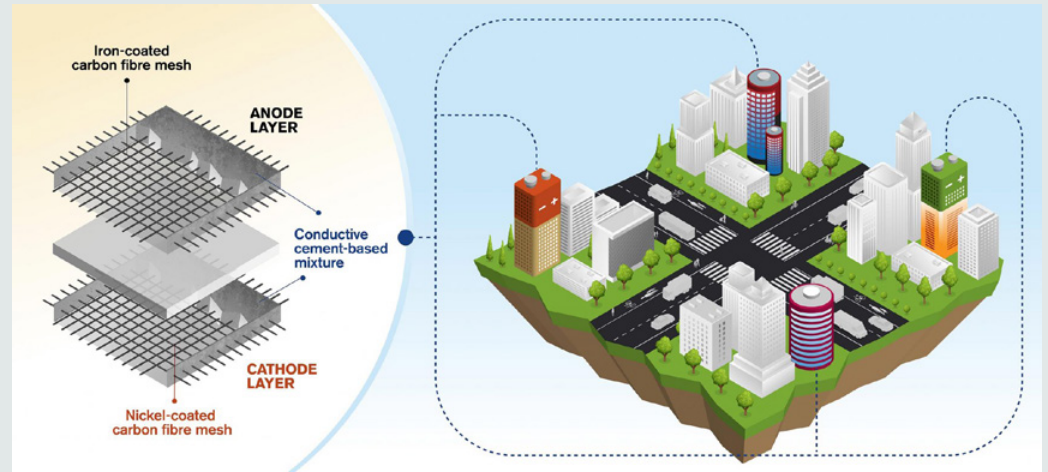 Iron-coated
carbon fibre mesh
ANODE
LAYER
Conductive
cement-based
mixture
CATHODE
LAYER
Nickel-coated
carbon fibre mesh
- +
- +